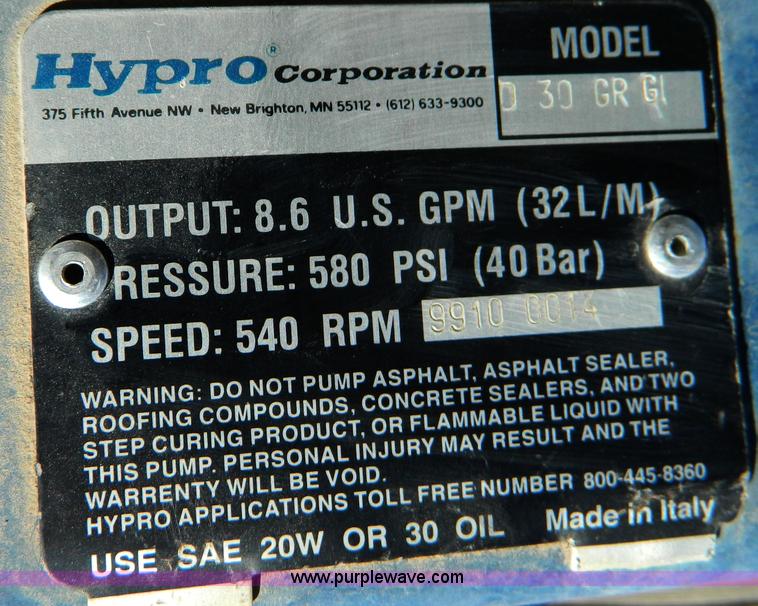 Hypro® Corporation
375 Fifth Avenue NW • New Brighton, MN 55112 • (612) 633-9300
MODEL
D 30 GR GI
OUTPUT: 8.6 U.S. GPM (32 L/M)
PRESSURE: 580 PSI (40 Bar)
SPEED: 540 RPM 9910 0014
WARNING: DO NOT PUMP ASPHALT, ASPHALT SEALER,
ROOFING COMPOUNDS, CONCRETE SEALERS, AND TWO
STEP CURING PRODUCT, OR FLAMMABLE LIQUID WITH
THIS PUMP. PERSONAL INJURY MAY RESULT AND THE
WARRENTY WILL BE VOID.
HYPRO APPLICATIONS TOLL FREE NUMBER 800-445-8360
USE SAE 20W OR 30 OIL Made in Italy
www.purplewave.com